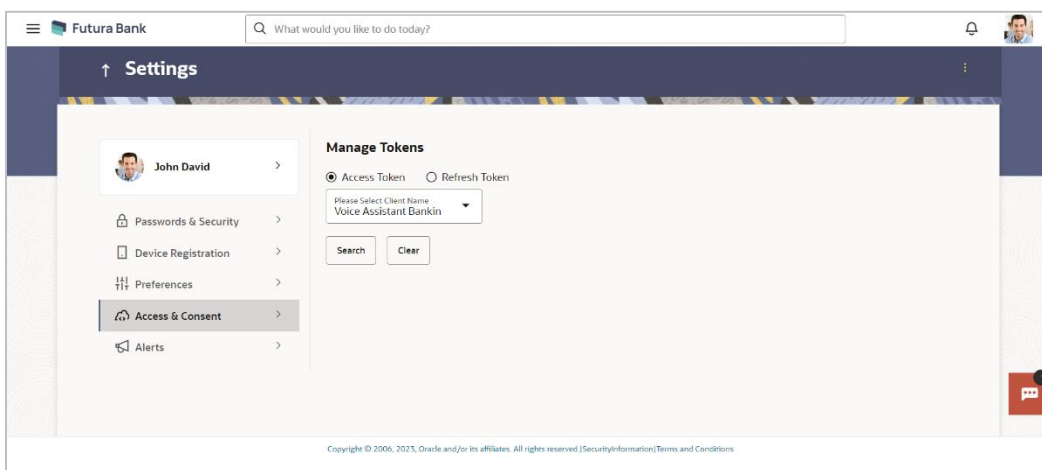 Futura Bank
What would you like to do today?
↑ Settings
John David
Passwords & Security
Device Registration
Preferences
Access & Consent
Alerts
Manage Tokens
Access Token Refresh Token
Please Select Client Name
Voice Assistant Bankin
Search Clear
Copyright © 2006, 2023, Oracle and/or its affiliates. All rights reserved.|SecurityInformation|Terms and Conditions